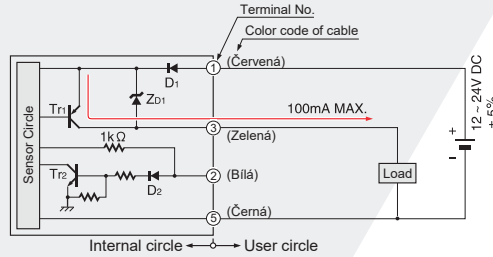 Terminal No.
Color code of cable
① (Červená)
D1
ZD1
Tr1
100mA MAX.
③ (Zelená)
1kΩ
Sensor Circle
Tr2
D2
② (Bílá)
Load
+
-
12 ~ 24V DC
± 5%
⑤ (Černá)
Internal circle
User circle